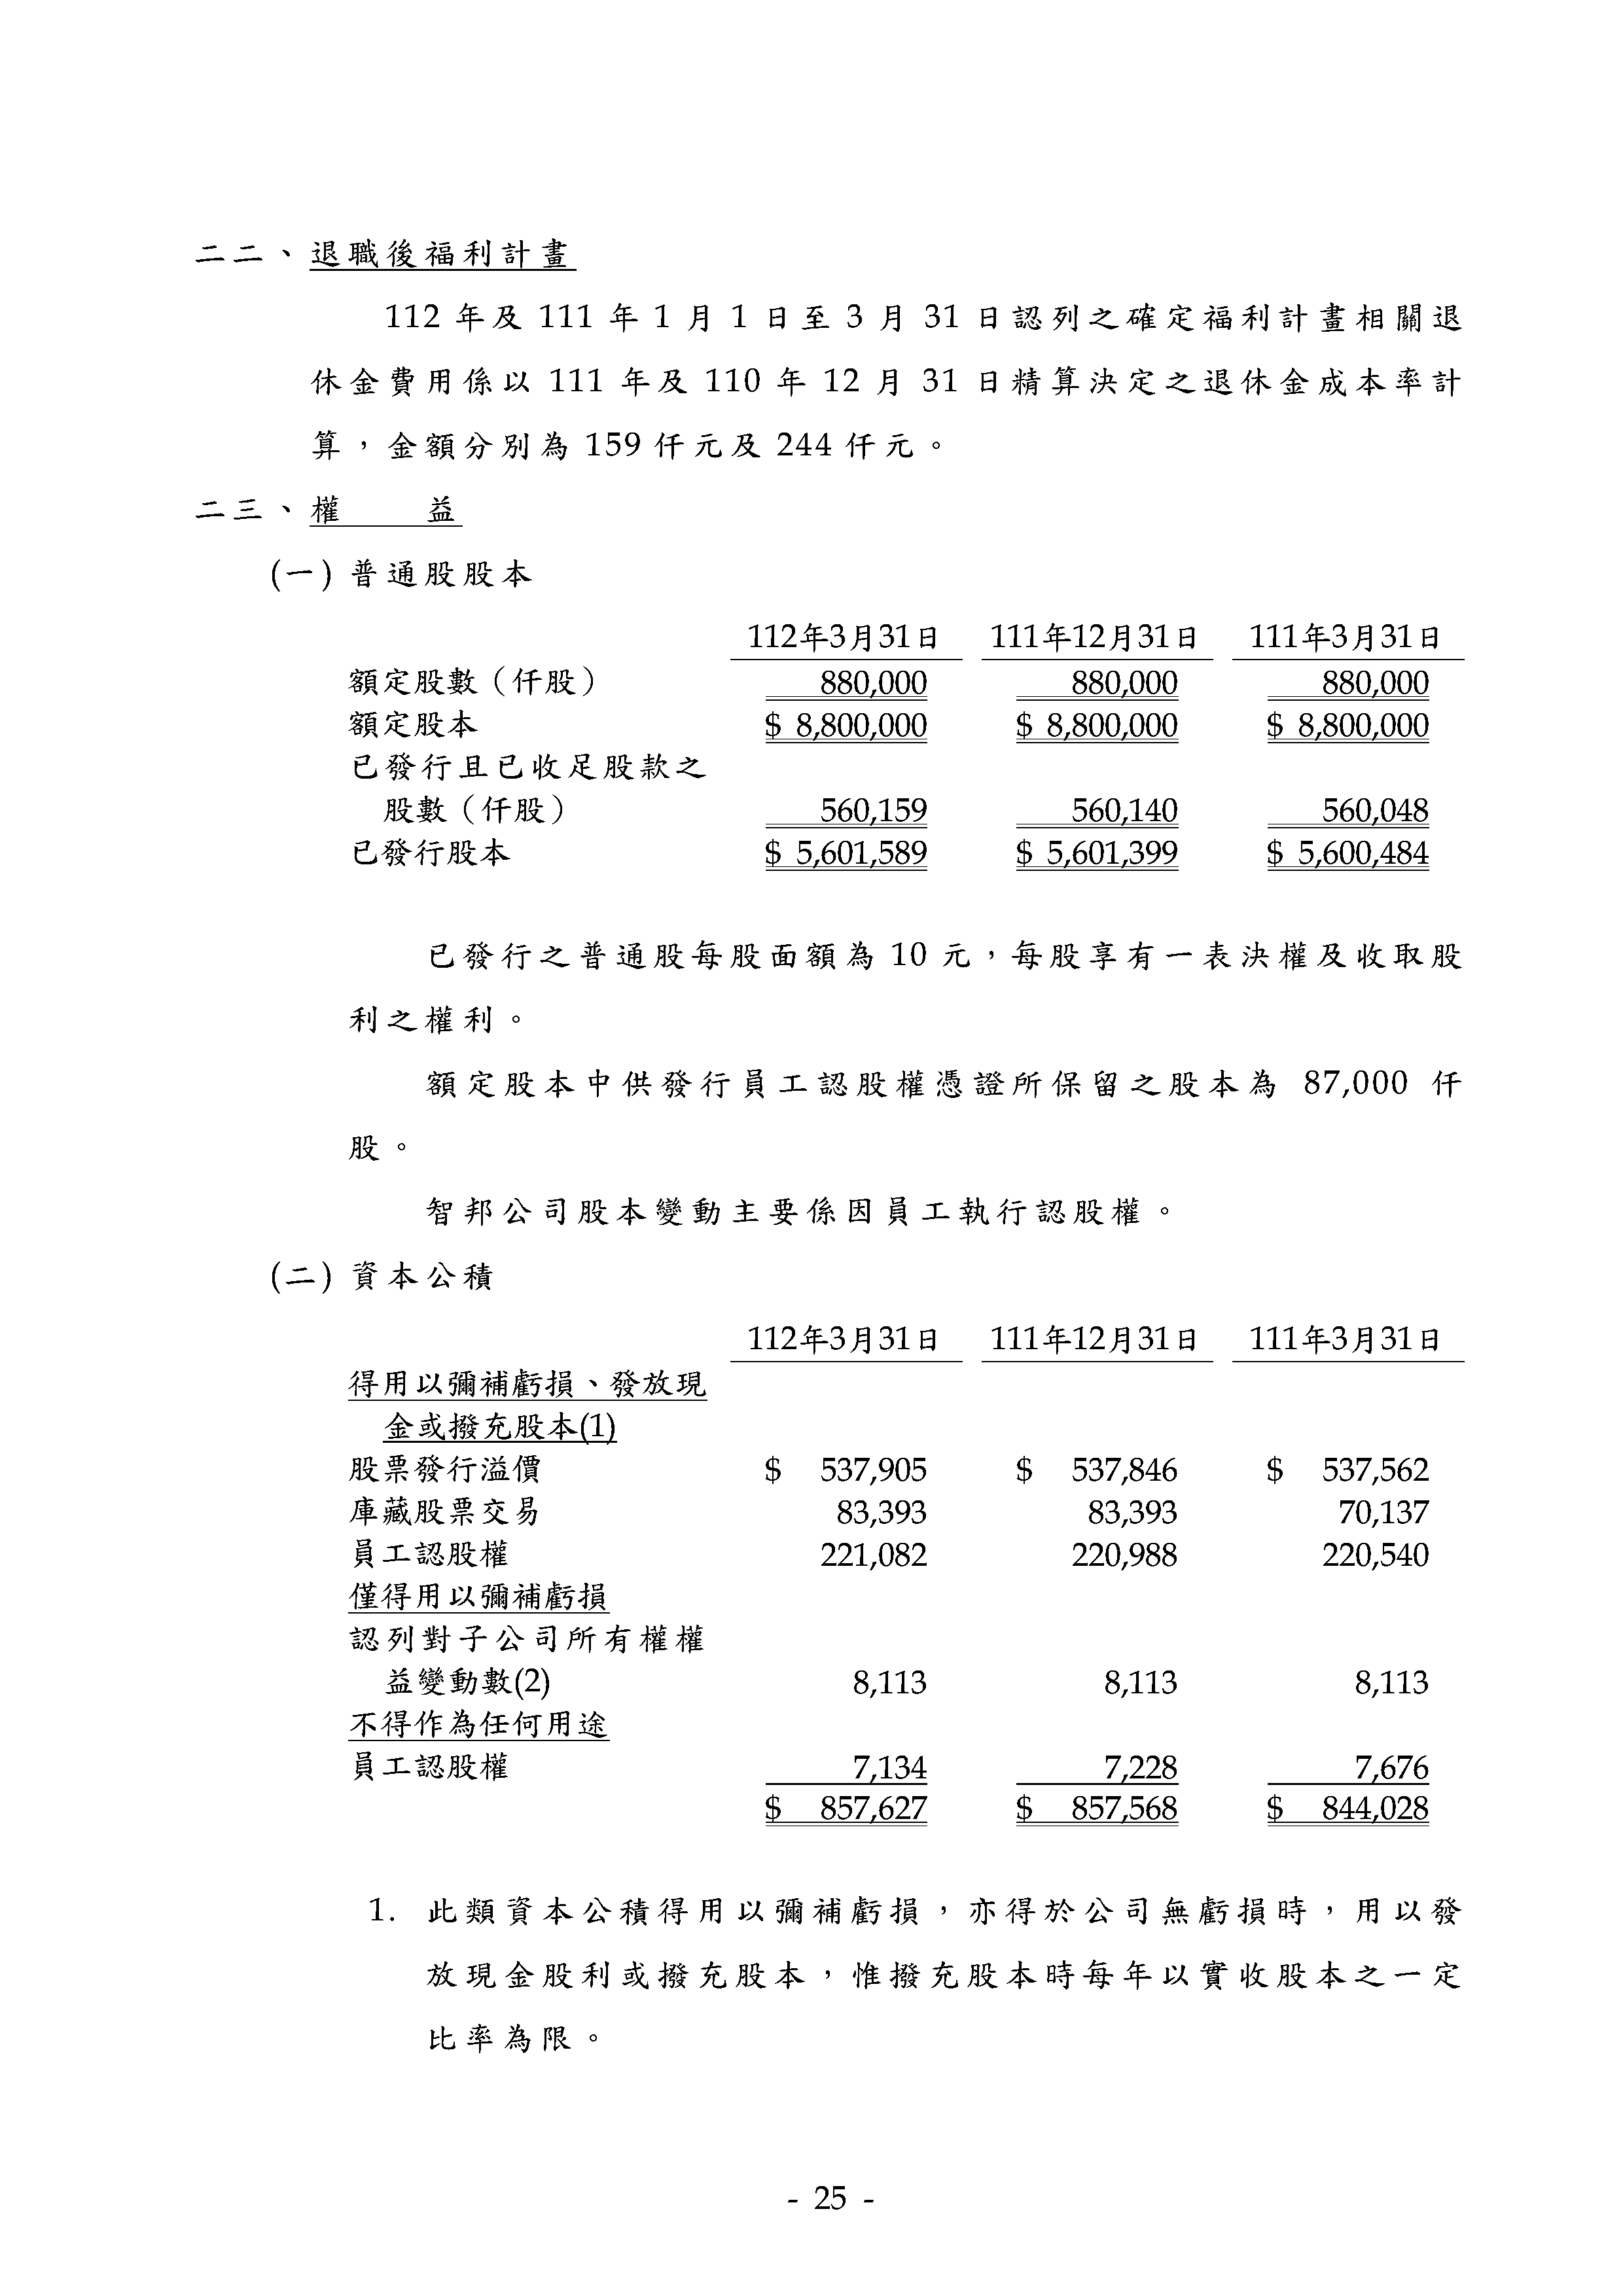 二二、退職後福利計畫
112 年及 111 年 1 月 1 日至 3 月 31 日認列之確定福利計畫相關退
休金費用係以 111 年及 110 年 12 月 31 日精算決定之退休金成本率計
算，金額分別為 159 仟元及 244 仟元。
二三、權 益
(一) 普通股股本
112年3月31日 111年12月31日 111年3月31日
額定股數（仟股） 880,000 880,000 880,000
額定股本 $ 8,800,000 $ 8,800,000 $ 8,800,000
已發行且已收足股款之
股數（仟股） 560,159 560,140 560,048
已發行股本 $ 5,601,589 $ 5,601,399 $ 5,600,484
已發行之普通股每股面額為 10 元，每股享有一表決權及收取股
利之權利。
額定股本中供發行員工認股權憑證所保留之股本為 87,000 仟
股。
智邦公司股本變動主要係因員工執行認股權。
(二) 資本公積
112年3月31日 111年12月31日 111年3月31日
得用以彌補虧損、發放現
金或撥充股本(1)
股票發行溢價 $ 537,905 $ 537,846 $ 537,562
庫藏股票交易 83,393 83,393 70,137
員工認股權 221,082 220,988 220,540
僅得用以彌補虧損
認列對子公司所有權權
益變動數(2) 8,113 8,113 8,113
不得作為任何用途
員工認股權 7,134 7,228 7,676
$ 857,627 $ 857,568 $ 844,028
1. 此類資本公積得用以彌補虧損，亦得於公司無虧損時，用以發
放現金股利或撥充股本，惟撥充股本時每年以實收股本之一定
比率為限。
- 25 -